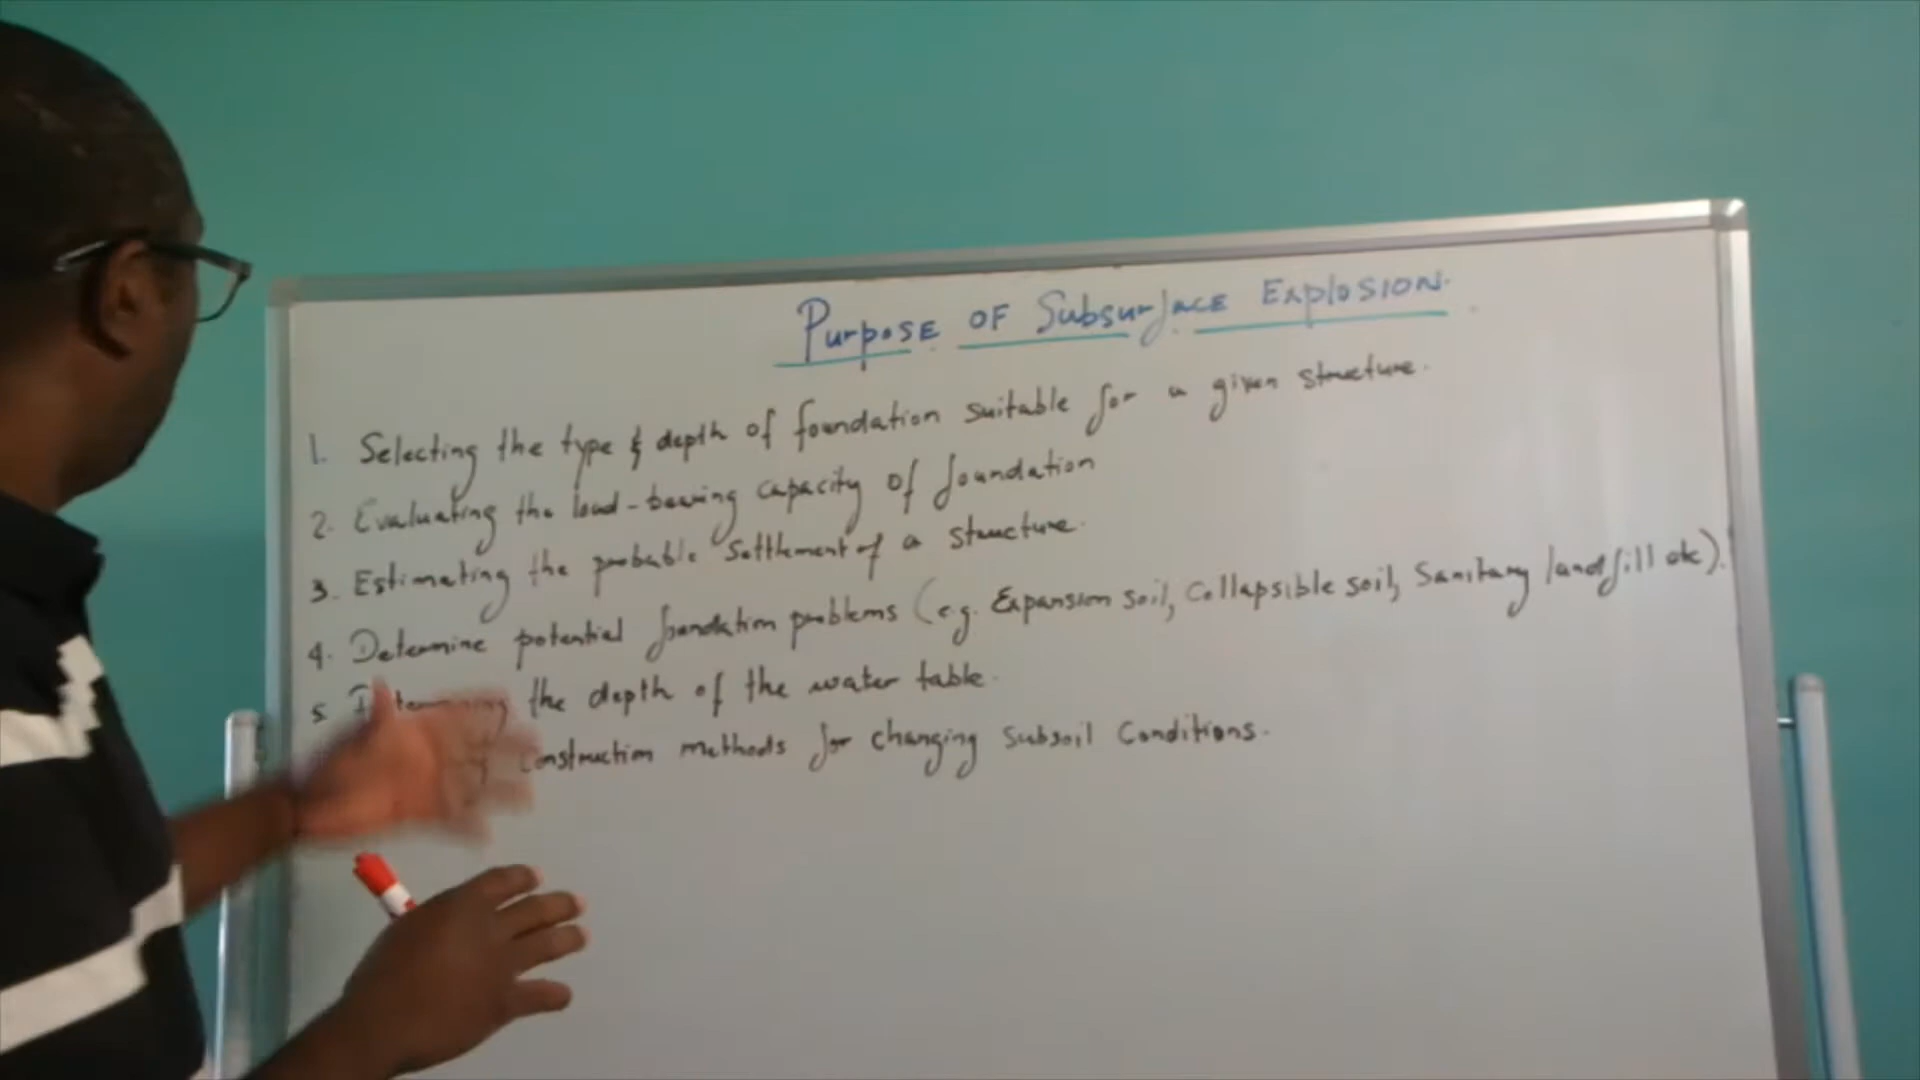 Purpose of Subsurface Explosion.
1. Selecting the type & depth of foundation suitable for a given structure.
2. Evaluating the load-bearing capacity of foundation
3. Estimating the probable settlement of a structure.
4. Determine potential foundation problems (e.g. Expansion soil, Collapsible soil, Sanitary landfill etc).
5. the depth of the water table.
construction methods for changing subsoil Conditions.